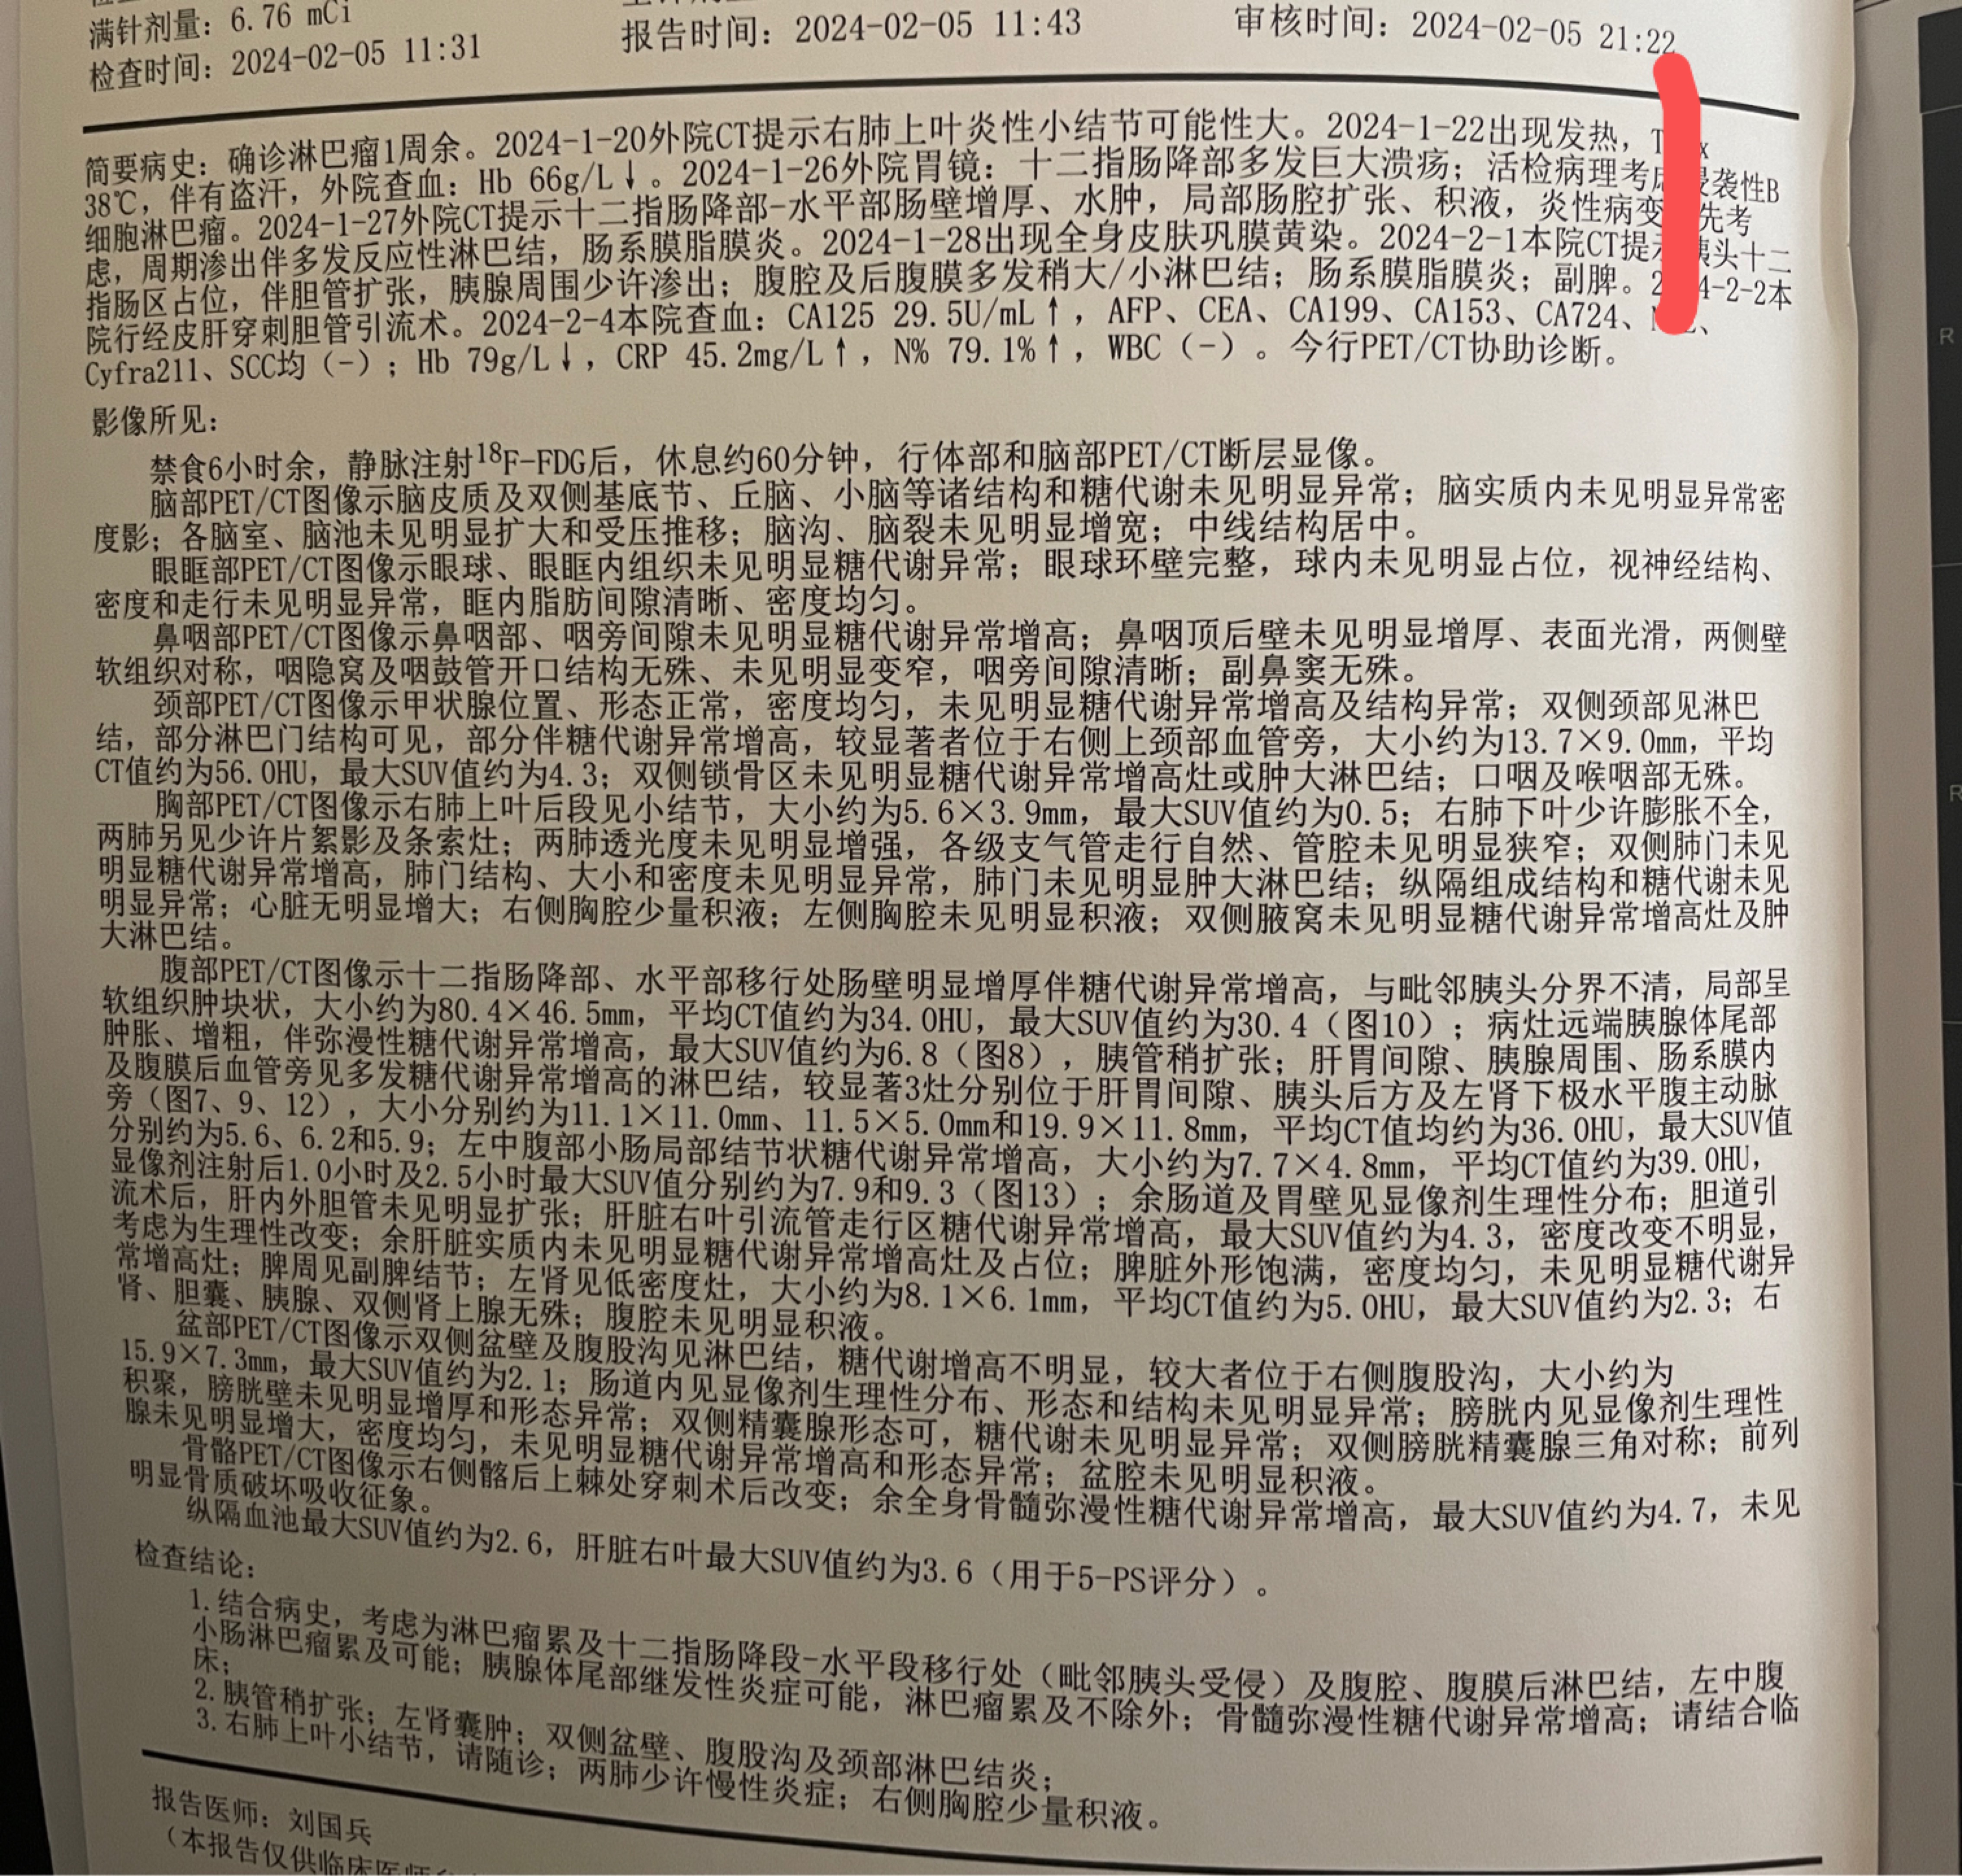 满针剂量: 6.76 mCi
检查时间: 2024-02-05 11:31
报告时间: 2024-02-05 11:43
审核时间: 2024-02-05 21:22
简要病史: 确诊淋巴瘤1周余。2024-1-20外院CT提示右肺上叶炎性小结节可能性大。2024-1-22出现发热,
38℃, 伴有盗汗, 外院查血: Hb 66g/L↓。2024-1-26外院胃镜: 十二指肠降部多发巨大溃疡; 活检病理考 袭性B
细胞淋巴瘤。2024-1-27外院CT提示十二指肠降部-水平部肠壁增厚、水肿, 局部肠腔扩张、积液, 炎性病变 先考
虑, 周期渗出伴多发反应性淋巴结, 肠系膜脂膜炎。2024-1-28出现全身皮肤巩膜黄染。2024-2-1本院CT提 胰头十二
指肠区占位, 伴胆管扩张, 胰腺周围少许渗出; 腹腔及后腹膜多发稍大/小淋巴结; 肠系膜脂膜炎; 副脾。2 4-2-2本
院行经皮肝穿刺胆管引流术。2024-2-4本院查血: CA125 29.5U/mL↑, AFP、CEA、CA199、CA153、CA724、
Cyfra211、SCC均(-); Hb 79g/L↓, CRP 45.2mg/L↑, N% 79.1%↑, WBC(-)。今行PET/CT协助诊断。
影像所见:
禁食6小时余, 静脉注射¹⁸F-FDG后, 休息约60分钟, 行体部和脑部PET/CT断层显像。
脑部PET/CT图像示脑皮质及双侧基底节、丘脑、小脑等诸结构和糖代谢未见明显异常; 脑实质内未见明显异常密
度影; 各脑室、脑池未见明显扩大和受压推移; 脑沟、脑裂未见明显增宽; 中线结构居中。
眼眶部PET/CT图像示眼球、眼眶内组织未见明显糖代谢异常; 眼球环壁完整, 球内未见明显占位, 视神经结构、
密度和走行未见明显异常, 眶内脂肪间隙清晰、密度均匀。
鼻咽部PET/CT图像示鼻咽部、咽旁间隙未见明显糖代谢异常增高; 鼻咽顶后壁未见明显增厚、表面光滑, 两侧壁
软组织对称, 咽隐窝及咽鼓管开口结构无殊、未见明显变窄, 咽旁间隙清晰; 副鼻窦无殊。
颈部PET/CT图像示甲状腺位置、形态正常, 密度均匀, 未见明显糖代谢异常增高及结构异常; 双侧颈部见淋巴
结, 部分淋巴门结构可见, 部分伴糖代谢异常增高, 较显著者位于右侧上颈部血管旁, 大小约为13.7×9.0mm, 平均
CT值约为56.0HU, 最大SUV值约为4.3; 双侧锁骨区未见明显糖代谢异常增高灶或肿大淋巴结; 口咽及喉咽部无殊。
胸部PET/CT图像示右肺上叶后段见小结节, 大小约为5.6×3.9mm, 最大SUV值约为0.5; 右肺下叶少许膨胀不全,
两肺另见少许片絮影及条索灶; 两肺透光度未见明显增强, 各级支气管走行自然、管腔未见明显狭窄; 双侧肺门未见
明显糖代谢异常增高, 肺门结构、大小和密度未见明显异常, 肺门未见明显肿大淋巴结; 纵隔组成结构和糖代谢未见
明显异常; 心脏无明显增大; 右侧胸腔少量积液; 左侧胸腔未见明显积液; 双侧腋窝未见明显糖代谢异常增高灶及肿
大淋巴结。
腹部PET/CT图像示十二指肠降部、水平部移行处肠壁明显增厚伴糖代谢异常增高, 与毗邻胰头分界不清, 局部呈
软组织肿块状, 大小约为80.4×46.5mm, 平均CT值约为34.0HU, 最大SUV值约为30.4(图10); 病灶远端胰腺体尾部
肿胀、增粗, 伴弥漫性糖代谢异常增高, 最大SUV值约为6.8(图8), 胰管稍扩张; 肝胃间隙、胰腺周围、肠系膜内
及腹膜后血管旁见多发糖代谢异常增高的淋巴结, 较显著3灶分别位于肝胃间隙、胰头后方及左肾下极水平腹主动脉
旁(图7、9、12), 大小分别约为11.1×11.0mm、11.5×5.0mm和19.9×11.8mm, 平均CT值均约为36.0HU, 最大SUV值
分别约为5.6、6.2和5.9; 左中腹部小肠局部结节状糖代谢异常增高, 大小约为7.7×4.8mm, 平均CT值约为39.0HU,
显像剂注射后1.0小时及2.5小时最大SUV值分别约为7.9和9.3(图13); 余肠道及胃壁见显像剂生理性分布; 胆道引
流术后, 肝内外胆管未见明显扩张; 肝脏右叶引流管走行区糖代谢异常增高, 最大SUV值约为4.3, 密度改变不明显,
考虑为生理性改变; 余肝脏实质内未见明显糖代谢异常增高灶及占位; 脾脏外形饱满, 密度均匀, 未见明显糖代谢异
常增高灶; 脾周见副脾结节; 左肾见低密度灶, 大小约为8.1×6.1mm, 平均CT值约为5.0HU, 最大SUV值约为2.3; 右
肾、胆囊、胰腺、双侧肾上腺无殊; 腹腔未见明显积液。
盆部PET/CT图像示双侧盆壁及腹股沟见淋巴结, 糖代谢增高不明显, 较大者位于右侧腹股沟, 大小约为
15.9×7.3mm, 最大SUV值约为2.1; 肠道内见显像剂生理性分布、形态和结构未见明显异常; 膀胱内见显像剂生理性
积聚, 膀胱壁未见明显增厚和形态异常; 双侧精囊腺形态可, 糖代谢未见明显异常; 双侧膀胱精囊腺三角对称; 前列
腺未见明显增大, 密度均匀, 未见明显糖代谢异常增高和形态异常; 盆腔未见明显积液。
骨骼PET/CT图像示右侧髂后上棘处穿刺术后改变; 余全身骨髓弥漫性糖代谢异常增高, 最大SUV值约为4.7, 未见
明显骨质破坏吸收征象。
纵隔血池最大SUV值约为2.6, 肝脏右叶最大SUV值约为3.6(用于5-PS评分)。
检查结论:
1.结合病史, 考虑为淋巴瘤累及十二指肠降段-水平段移行处(毗邻胰头受侵)及腹腔、腹膜后淋巴结, 左中腹
小肠淋巴瘤累及可能; 胰腺体尾部继发性炎症可能, 淋巴瘤累及不除外; 骨髓弥漫性糖代谢异常增高; 请结合临
床;
2.胰管稍扩张; 左肾囊肿; 双侧盆壁、腹股沟及颈部淋巴结炎;
3.右肺上叶小结节, 请随诊; 两肺少许慢性炎症; 右侧胸腔少量积液。
报告医师: 刘国兵
(本报告仅供临床医师
R
R